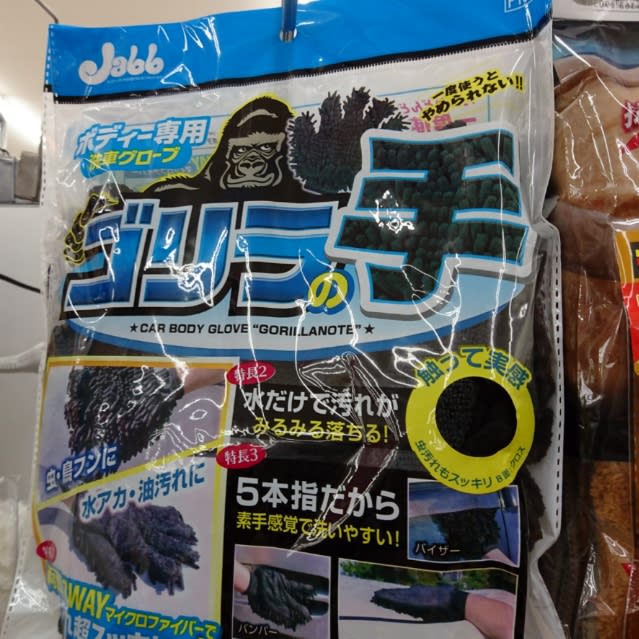 Jabb
一度使うと
やめられない!!
ボディー専用
洗車グローブ
ゴリラの手
★CAR BODY GLOVE "GORILLANOTE"★
特長2
水だけで汚れが
みるみる落ちる!
触って実感
虫汚れもスッキリ
虫・鳥フンに
特長3
5本指だから
素手感覚で洗いやすい!
水アカ・油汚れに
バイザー
バンパー
WAY マイクロファイバーで